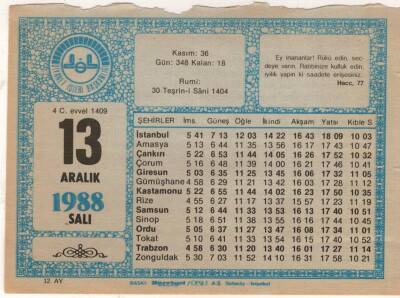 Kasım: 36
Gün: 348 Kalan: 18
Rumi:
30 Teşrin-i Sâni 1404
Ey inananlar! Rükû edin, sec-
deye varın. Rabbinize kulluk edin,
iyilik yapın ki saadete erişesiniz.
Hacc, 77
4 C. evvel 1409
13
ARALIK
1988
SALI
ŞEHİRLER İms. Güneş Öğle İkindi Akşam Yatsı Kıble S.
İstanbul 5 41 7 13 12 03 14 22 16 43 18 09 10 03
Amasya 5 13 6 44 11 35 13 56 16 17 17 43 10 47
Çankırı 5 22 6 53 11 44 14 05 16 26 17 52 10 32
Çorum 5 16 6 48 11 39 14 00 16 21 17 46 10 41
Giresun 5 03 6 35 11 25 13 45 16 06 17 32 11 05
Gümüşhane 4 58 6 29 11 21 13 42 16 03 17 28 11 12
Kastamonu 5 22 6 55 11 44 14 02 16 23 17 50 10 35
Rize 4 55 6 27 11 17 13 36 15 57 17 23 11 21
Samsun 5 12 6 44 11 33 13 53 16 13 17 40 10 51
Sinop 5 18 6 51 11 38 13 55 16 16 17 44 10 45
Ordu 5 05 6 37 11 27 13 47 16 08 17 34 11 01
Tokat 5 10 6 41 11 33 13 54 16 15 17 40 10 52
Trabzon 4 58 6 30 11 20 13 40 16 01 17 27 11 14
Zonguldak 5 30 7 03 11 52 14 10 16 31 17 58 10 21
12. AY
BASKI:
A.Ş.
İstanbul